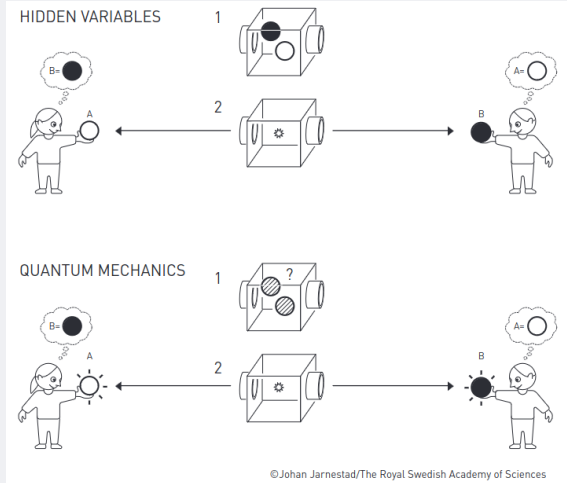 HIDDEN VARIABLES
1
B=
A=
A
2
B
QUANTUM MECHANICS
1
?
B=
A=
A
2
B
©Johan Jarnestad/The Royal Swedish Academy of Sciences